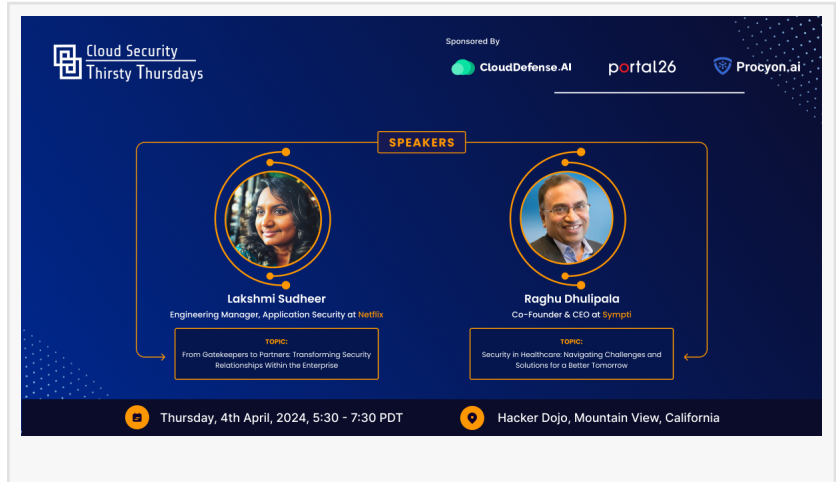 Cloud Security
Thirsty Thursdays
Sponsored By
CloudDefense.AI
portal26
Procyon.ai
SPEAKERS
Lakshmi Sudheer
Engineering Manager, Application Security at Netflix
TOPIC:
From Gatekeepers to Partners: Transforming Security
Relationships Within the Enterprise
Raghu Dhulipala
Co-Founder & CEO at Sympti
TOPIC:
Security in Healthcare: Navigating Challenges and
Solutions for a Better Tomorrow
Thursday, 4th April, 2024, 5:30 - 7:30 PDT
Hacker Dojo, Mountain View, California